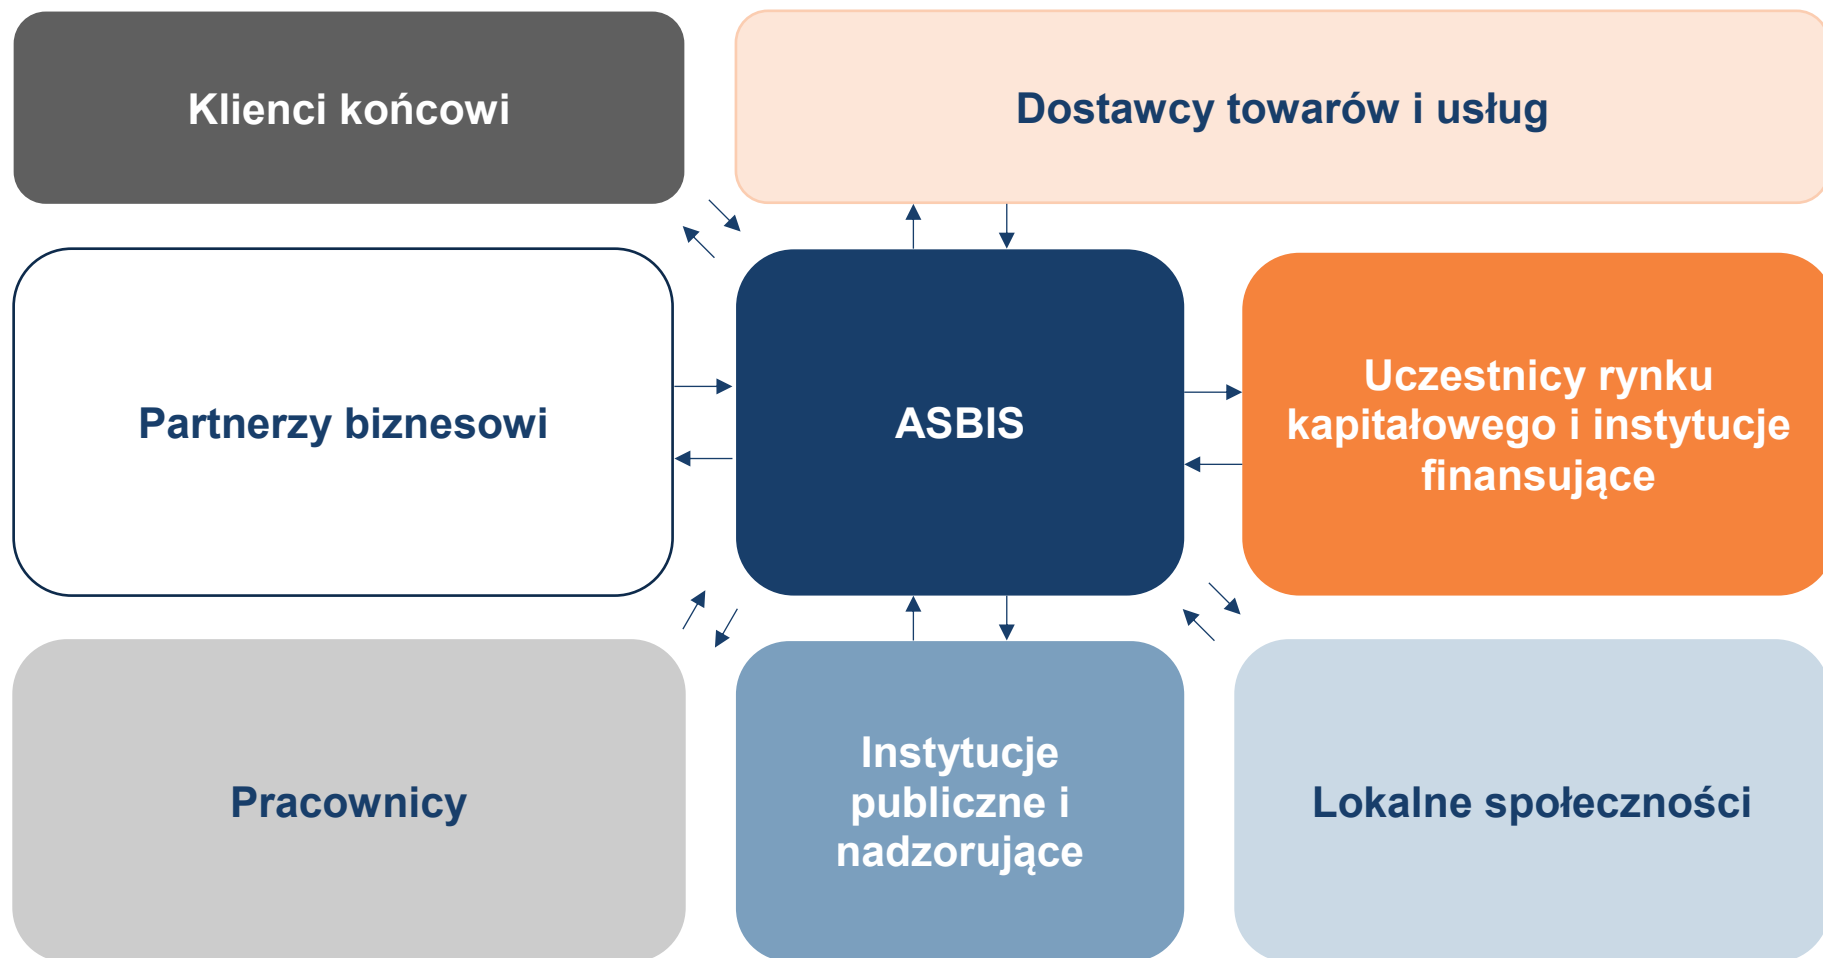 Klienci końcowi
Dostawcy towarów i usług
Partnerzy biznesowi
ASBIS
Uczestnicy rynku
kapitałowego i instytucje
finansujące
Pracownicy
Instytucje
publiczne i
nadzorujące
Lokalne społeczności